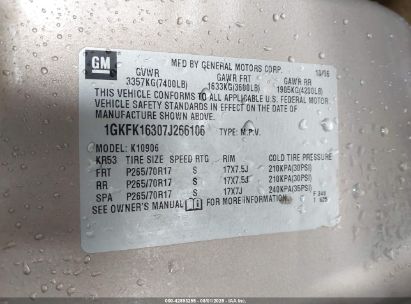 GM
MFD BY GENERAL MOTORS CORP. 10/06
GVWR GAWR FRT GAWR RR
3357KG(7400LB) 1633KG(3600LB) 1905KG(4200LB)
THIS VEHICLE CONFORMS TO ALL APPLICABLE U.S. FEDERAL MOTOR
VEHICLE SAFETY STANDARDS IN EFFECT ON THE DATE OF
MANUFACTURE SHOWN ABOVE.
1GKFK16307J266106 TYPE: M.P.V.
MODEL: K10906
KR53 TIRE SIZE SPEED RTG RIM COLD TIRE PRESSURE
FRT P265/70R17 S 17X7.5J 210KPA(30PSI)
RR P265/70R17 S 17X7.5J 210KPA(30PSI)
SPA P265/70R17 S 17X7J 240KPA(35PSI)
SEE OWNER'S MANUAL FOR MORE INFORMATION.